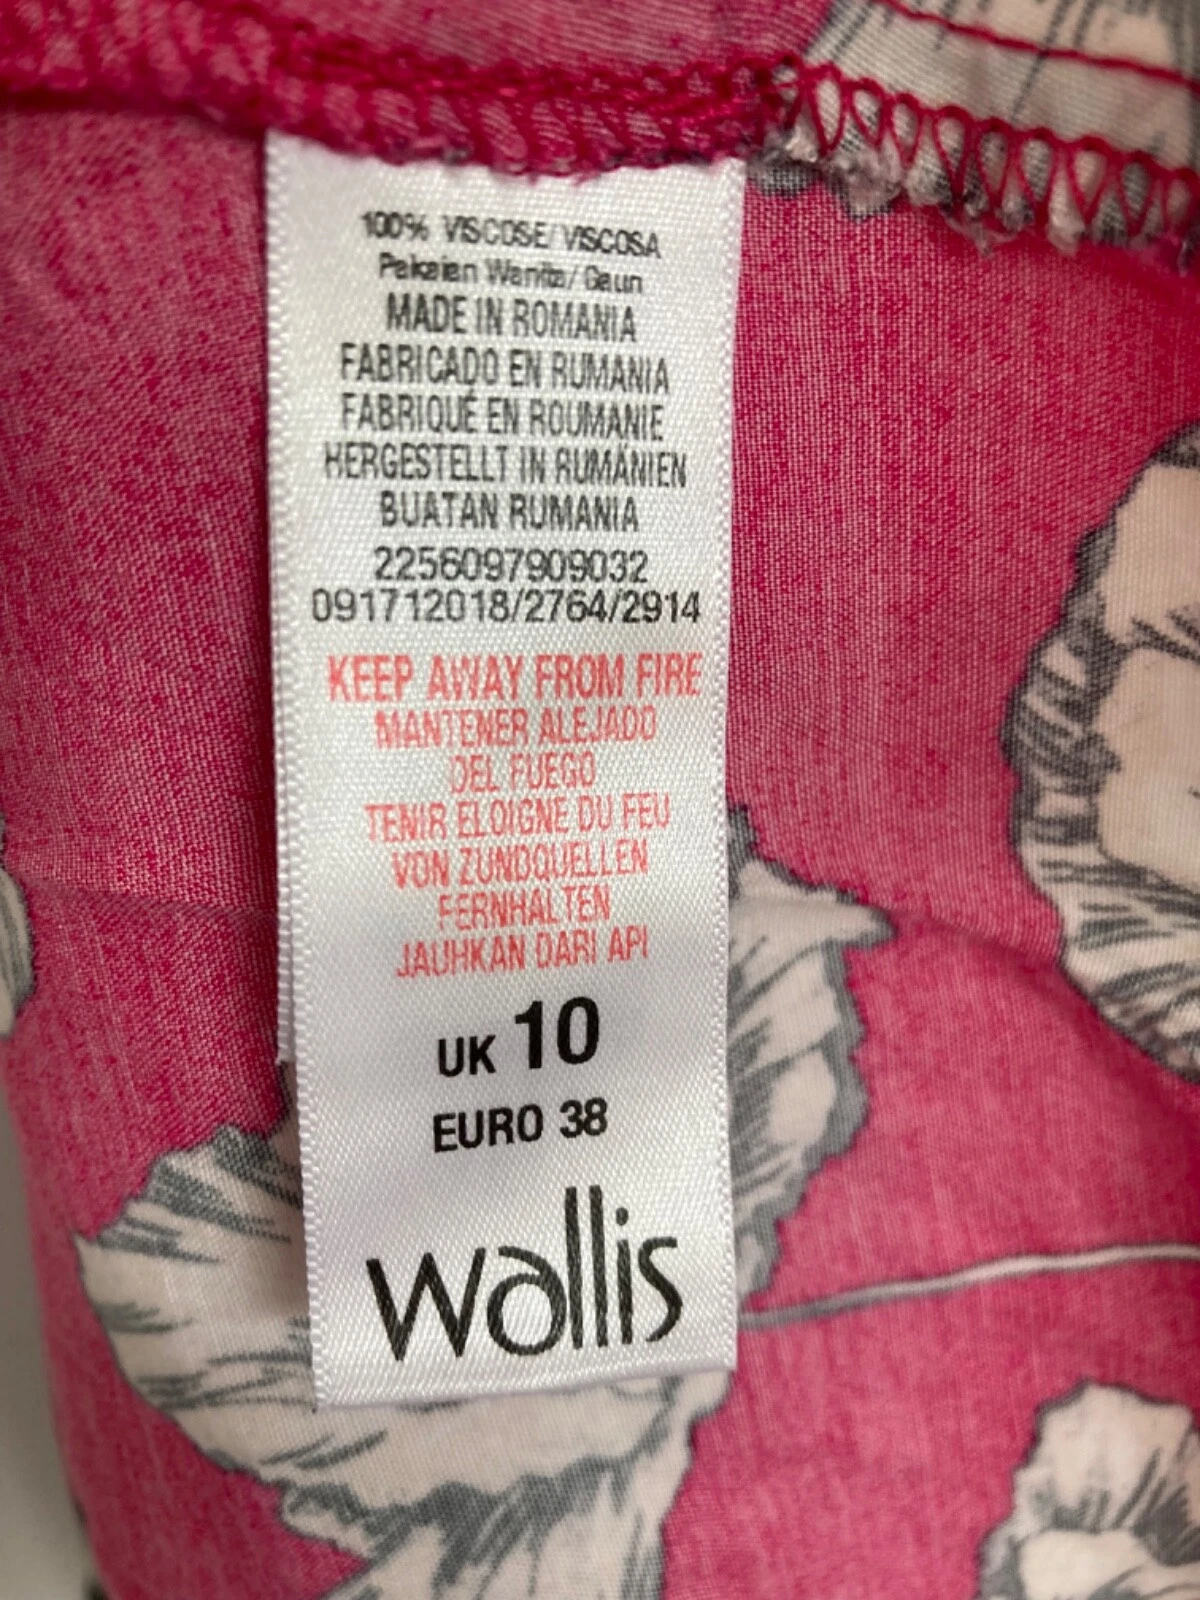 100% VISCOSE/VISCOSA
Pakaian Wanita/ Gaun
MADE IN ROMANIA
FABRICADO EN RUMANIA
FABRIQUÉ EN ROUMANIE
HERGESTELLT IN RUMÄNIEN
BUATAN RUMANIA
2256097909032
091712018/2764/2914
KEEP AWAY FROM FIRE
MANTENER ALEJADO
DEL FUEGO
TENIR ELOIGNE DU FEU
VON ZUNDQUELLEN
FERNHALTEN
JAUHKAN DARI API
UK 10
EURO 38
wallis